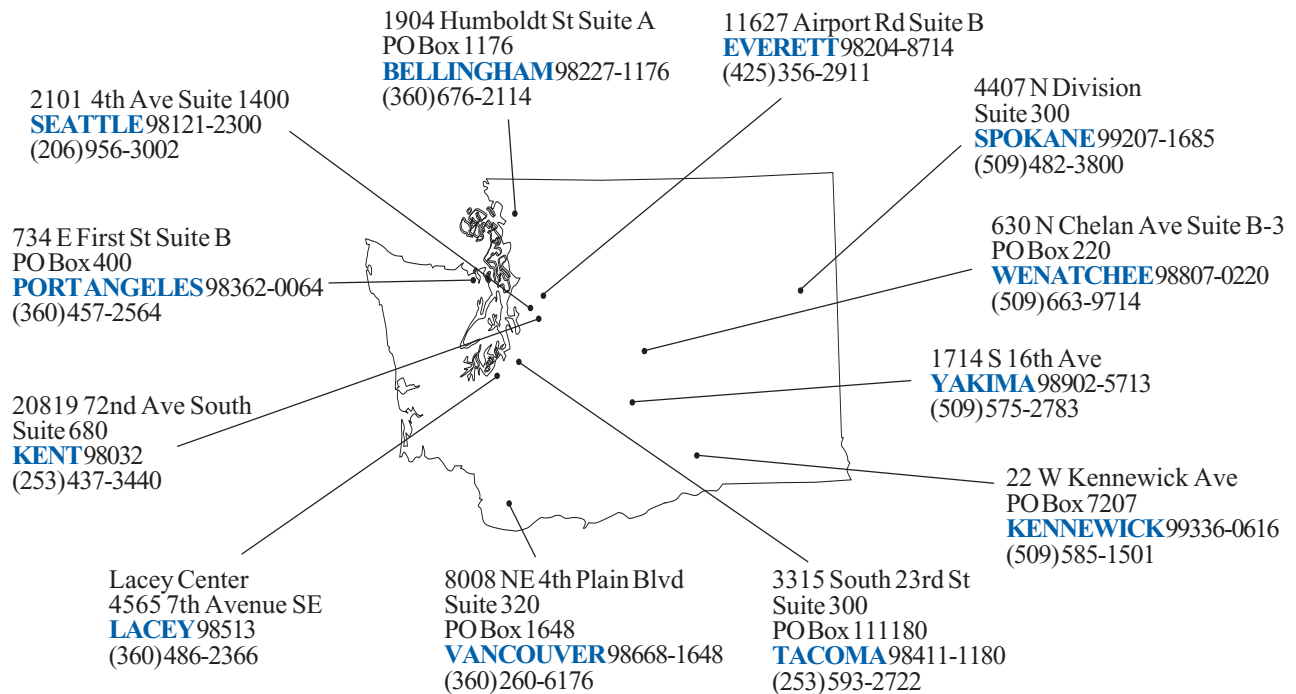 1904 Humboldt St Suite A
PO Box 1176
BELLINGHAM 98227-1176
(360) 676-2114
11627 Airport Rd Suite B
EVERETT 98204-8714
(425) 356-2911
2101 4th Ave Suite 1400
SEATTLE 98121-2300
(206) 956-3002
4407 N Division
Suite 300
SPOKANE 99207-1685
(509) 482-3800
734 E First St Suite B
PO Box 400
PORT ANGELES 98362-0064
(360) 457-2564
630 N Chelan Ave Suite B-3
PO Box 220
WENATCHEE 98807-0220
(509) 663-9714
1714 S 16th Ave
YAKIMA 98902-5713
(509) 575-2783
20819 72nd Ave South
Suite 680
KENT 98032
(253) 437-3440
22 W Kennewick Ave
PO Box 7207
KENNEWICK 99336-0616
(509) 585-1501
Lacey Center
4565 7th Avenue SE
LACEY 98513
(360) 486-2366
8008 NE 4th Plain Blvd
Suite 320
PO Box 1648
VANCOUVER 98668-1648
(360) 260-6176
3315 South 23rd St
Suite 300
PO Box 111180
TACOMA 98411-1180
(253) 593-2722